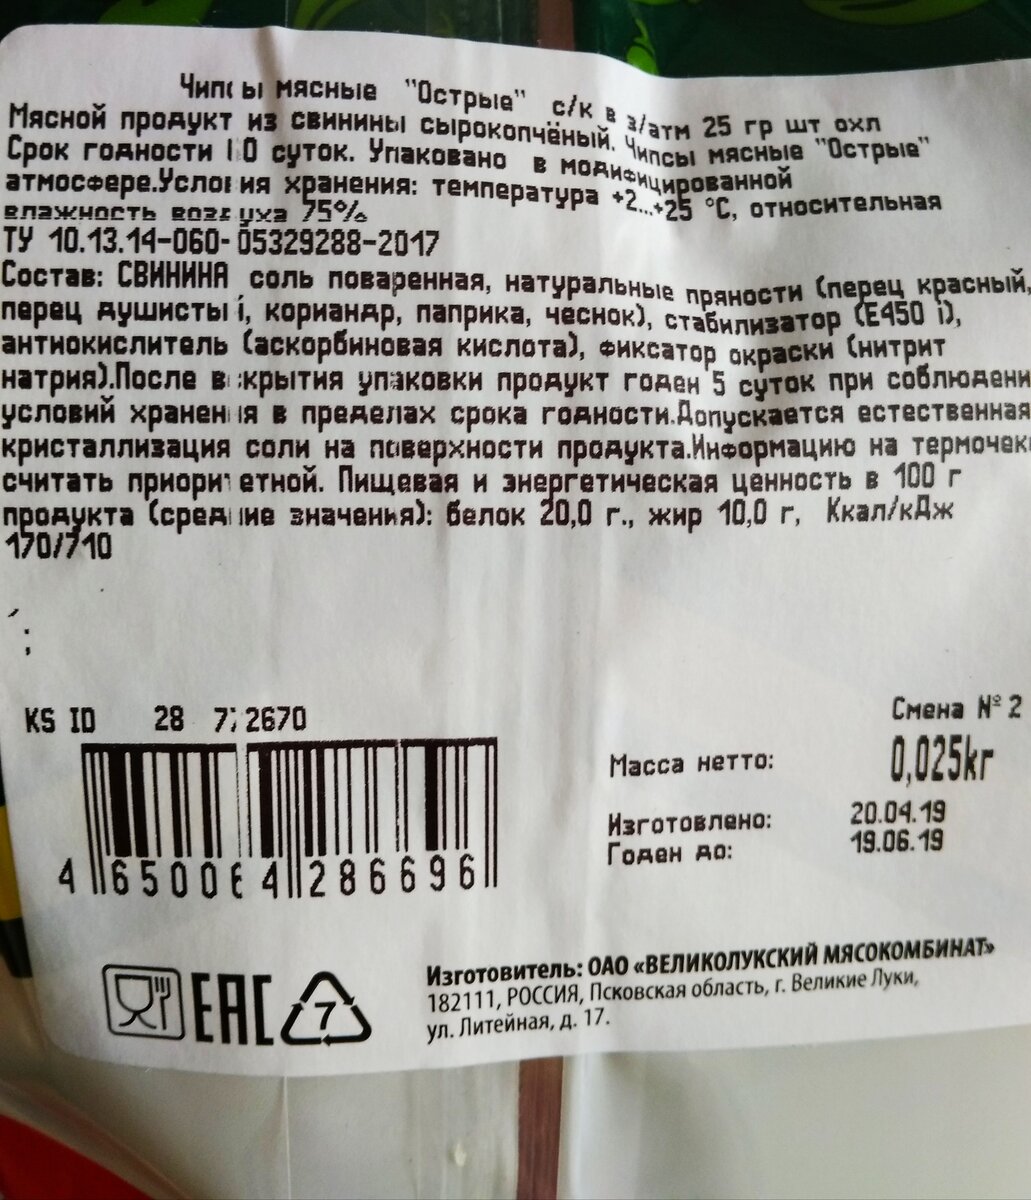 Чипсы мясные "Острые" с/к в з/атм 25 гр шт охл
Мясной продукт из свинины сырокопчёный. Чипсы мясные "Острые"
Срок годности 60 суток. Упаковано в модифицированной
атмосфере.Условия хранения: температура +2...+25 °С, относительная
влажность воздуха 75%
ТУ 10.13.14-060-05329288-2017
Состав: СВИНИНА соль поваренная, натуральные пряности (перец красный,
перец душистый, кориандр, паприка, чеснок), стабилизатор (Е450 i),
антиокислитель (аскорбиновая кислота), фиксатор окраски (нитрит
натрия).После вскрытия упаковки продукт годен 5 суток при соблюдени
условий хранения в пределах срока годности.Допускается естественная
кристаллизация соли на поверхности продукта.Информацию на термочек
считать приоритетной. Пищевая и энергетическая ценность в 100 г
продукта (средние значения): белок 20,0 г., жир 10,0 г, Ккал/кДж
170/710
KS ID 28 2670
Смена № 2
Масса нетто: 0,025kг
Изготовлено: 20.04.19
Годен до: 19.06.19
4 650064 286696
EAC 7
Изготовитель: ОАО «ВЕЛИКОЛУКСКИЙ МЯСОКОМБИНАТ»
182111, РОССИЯ, Псковская область, г. Великие Луки,
ул. Литейная, д. 17.